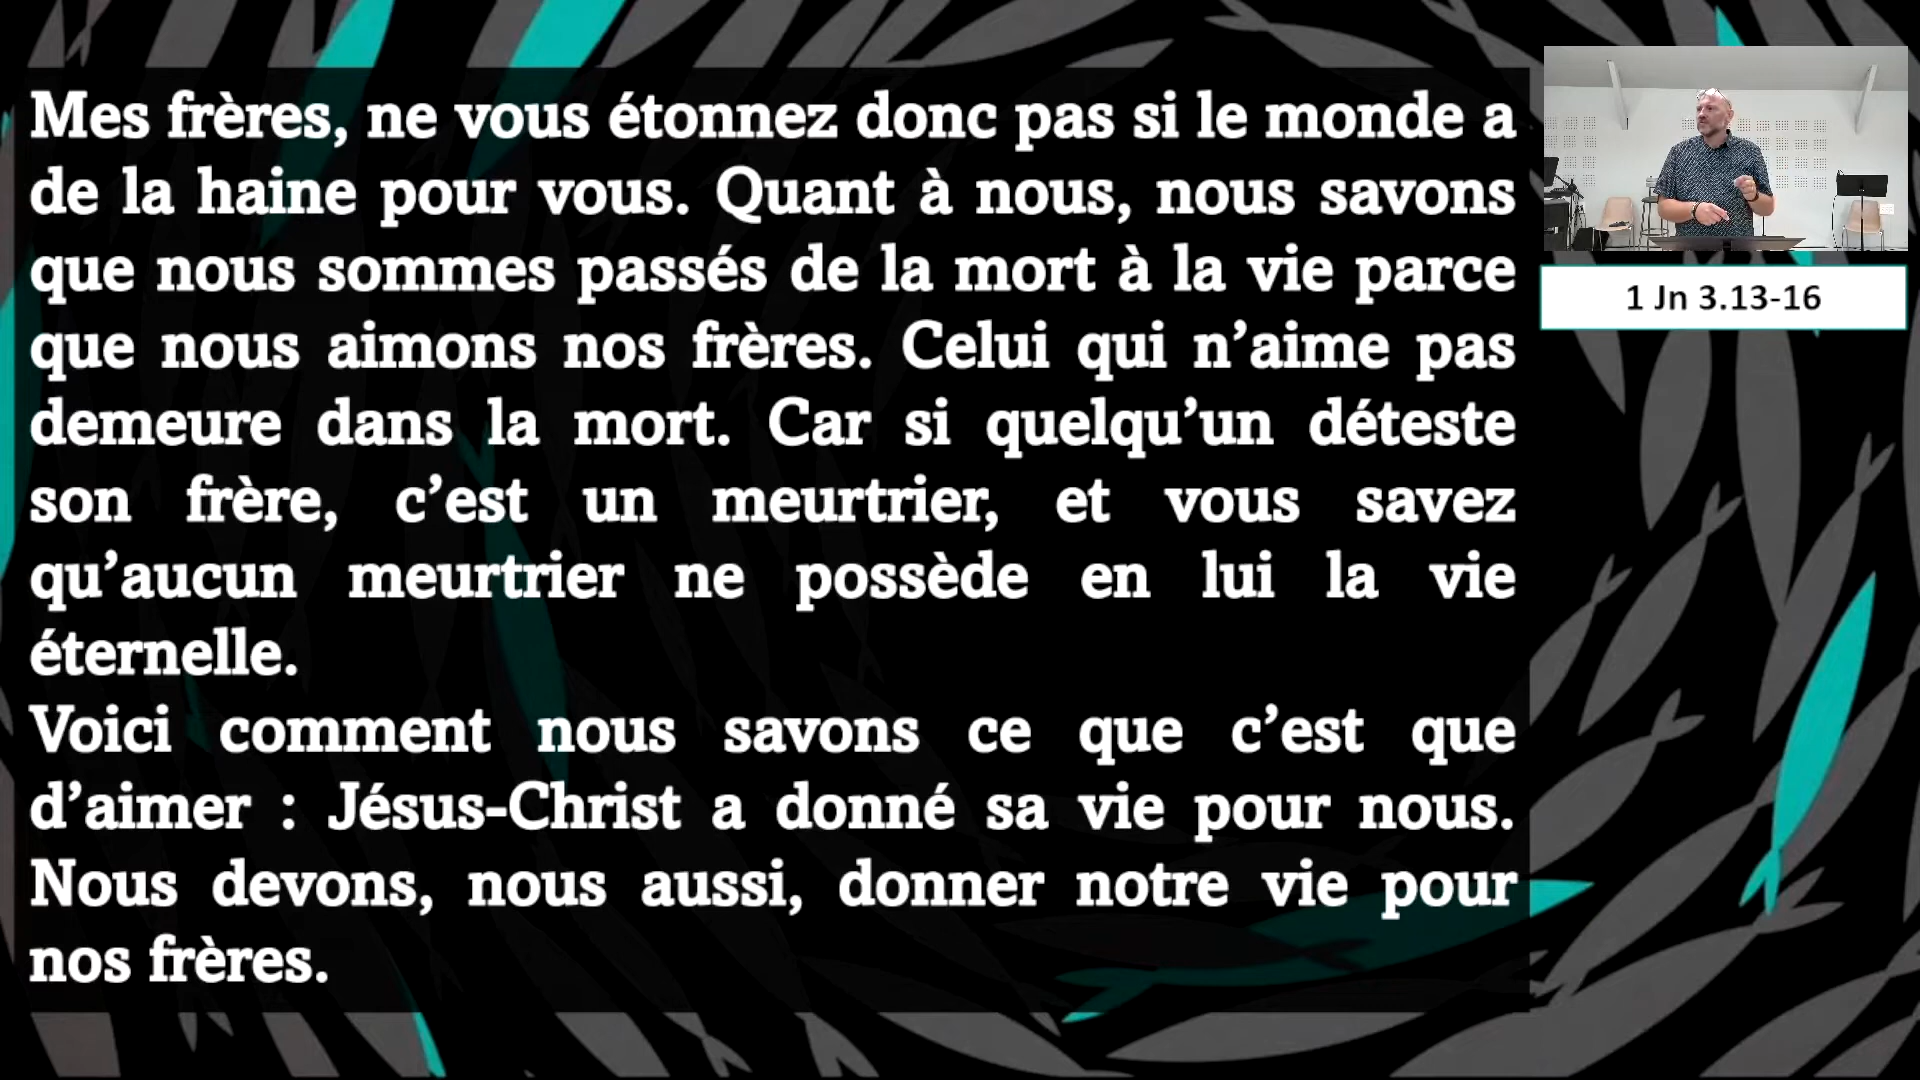 Mes frères, ne vous étonnez donc pas si le monde a
de la haine pour vous. Quant à nous, nous savons
que nous sommes passés de la mort à la vie parce
que nous aimons nos frères. Celui qui n’aime pas
demeure dans la mort. Car si quelqu’un déteste
son frère, c’est un meurtrier, et vous savez
qu’aucun meurtrier ne possède en lui la vie
éternelle.
Voici comment nous savons ce que c’est que
d’aimer : Jésus-Christ a donné sa vie pour nous.
Nous devons, nous aussi, donner notre vie pour
nos frères.
1 Jn 3.13-16